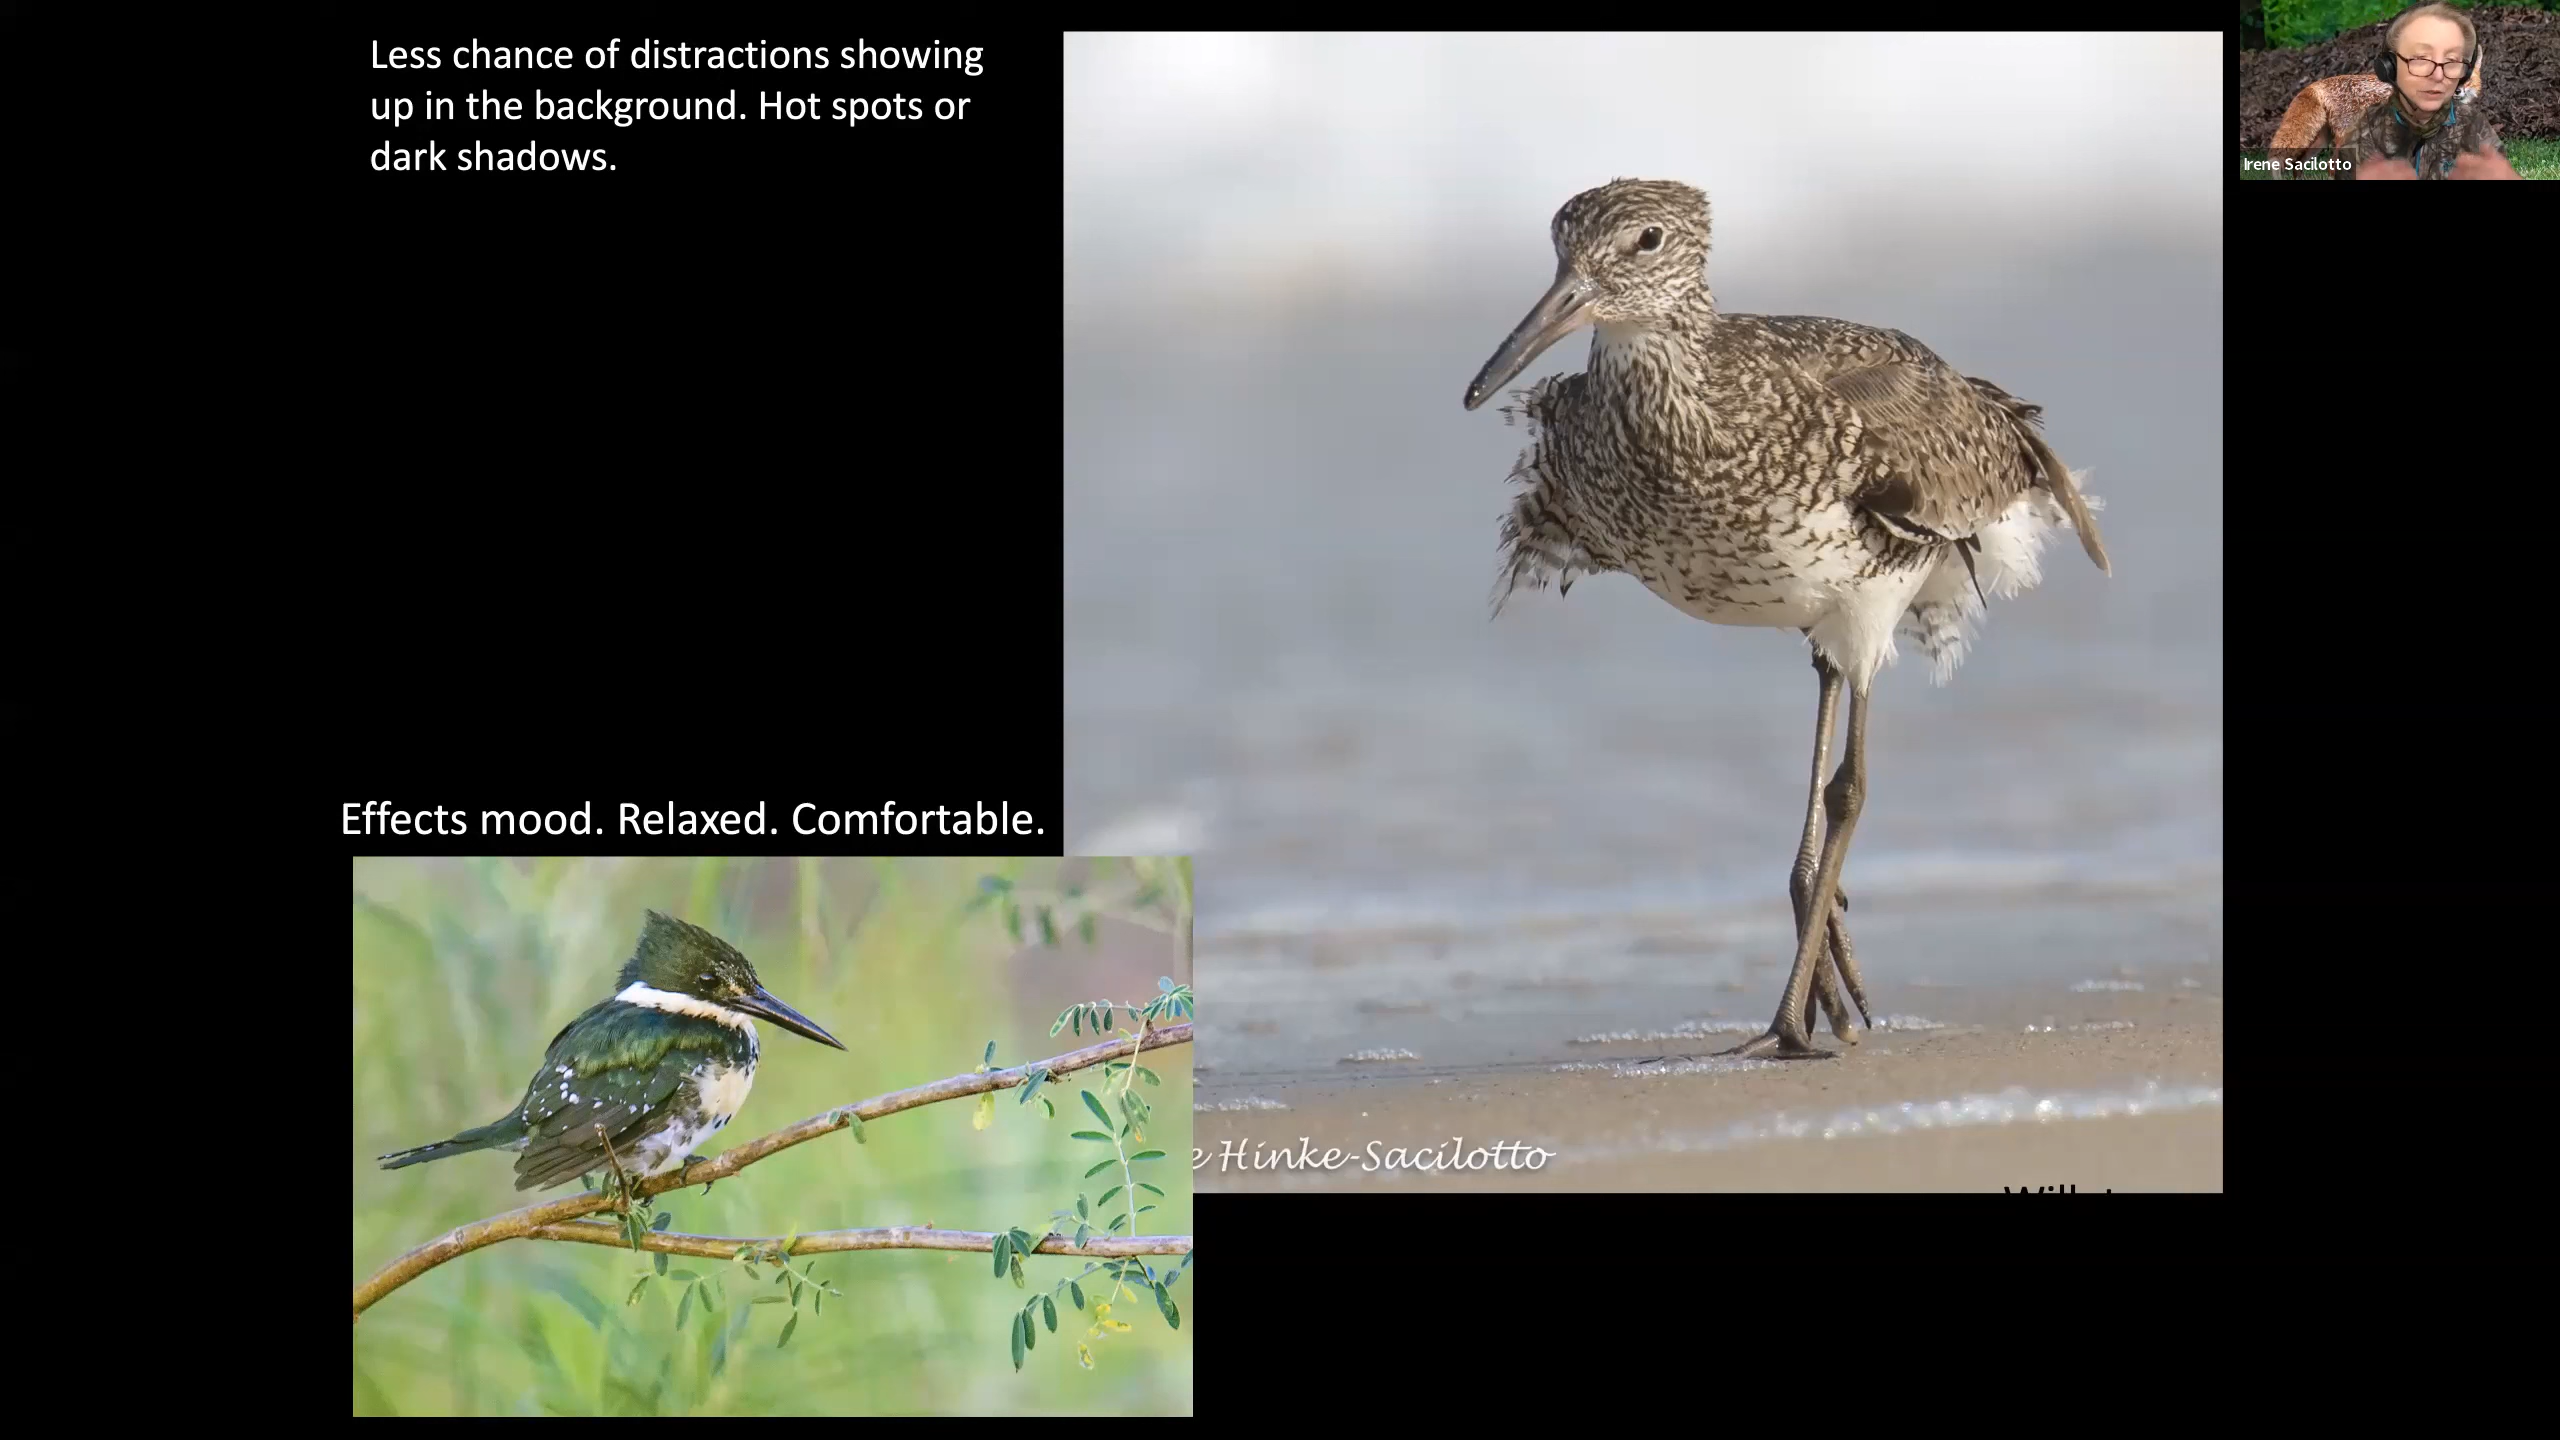 Less chance of distractions showing
up in the background. Hot spots or
dark shadows.
Irene Sacilotto
Effects mood. Relaxed. Comfortable.
Hinke-Sacilotto